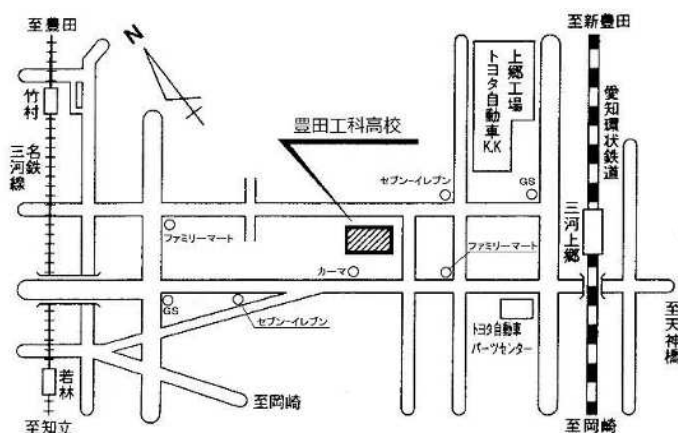 至豊田
N
至新豊田
竹村
名鉄
三河線
豊田工科高校
上郷工場
トヨタ自動車
K.K
愛知環状鉄道
セブン-イレブン
GS
三河上郷
ファミリーマート
カーマ
ファミリーマート
GS
セブン-イレブン
トヨタ自動車
パーツセンター
至天神橋
若林
至岡崎
至知立
至岡崎